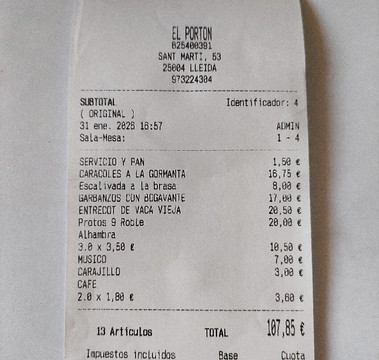 EL PORTON
B25400391
SANT MARTI, 53
25004 LLEIDA
973224304
SUBTOTAL Identificador: 4
( ORIGINAL )
31 ene. 2026 16:57 ADMIN
Sala-Mesa: 1 - 4
SERVICIO Y PAN 1,50 €
CARACOLES A LA GORMANTA 16,75 €
Escalivada a la brasa 8,00 €
GARBANZOS CON BOGAVANTE 17,00 €
ENTRECOT DE VACA VIEJA 20,50 €
Protos 9 Roble 20,00 €
Alhambra
3.0 x 3,50 € 10,50 €
MUSICO 7,00 €
CARAJILLO 3,00 €
CAFE
2.0 x 1,80 € 3,60 €
13 Artículos TOTAL 107,85 €
Impuestos incluidos Base Cuota